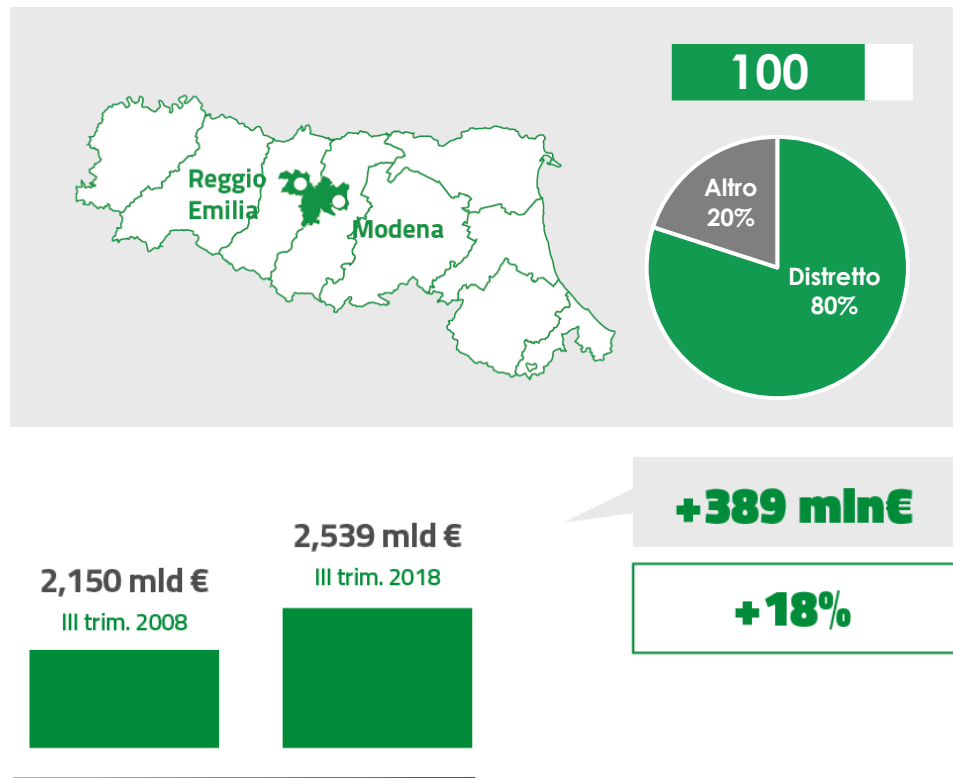 100
Reggio
Emilia
Modena
Altro
20%
Distretto
80%
+389 mln€
2,539 mld €
III trim. 2018
2,150 mld €
III trim. 2008
+18%